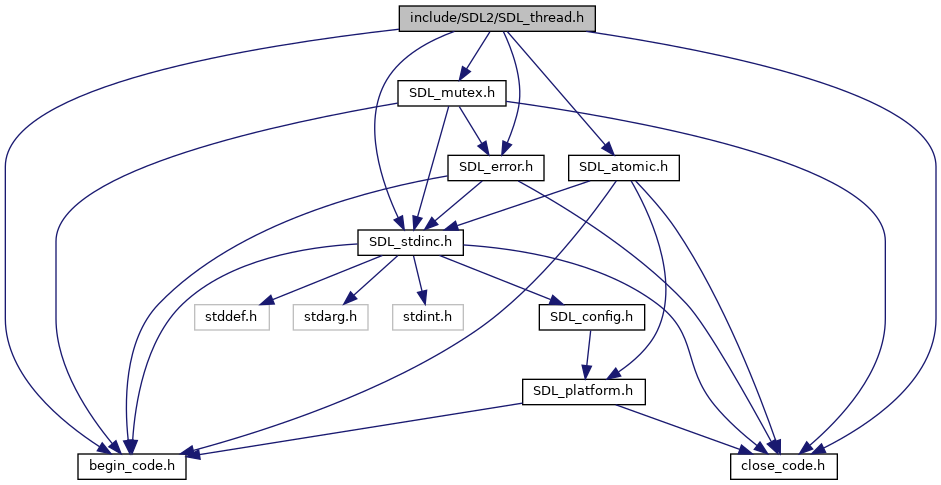 include/SDL2/SDL_thread.h
SDL_mutex.h
SDL_error.h
SDL_atomic.h
SDL_stdinc.h
stddef.h
stdarg.h
stdint.h
SDL_config.h
SDL_platform.h
begin_code.h
close_code.h